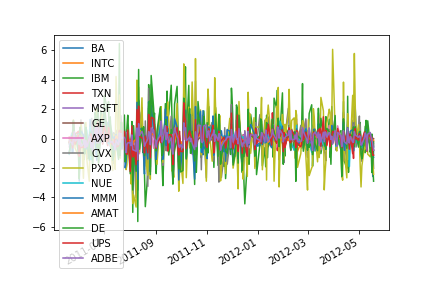 6
4
2
0
−2
−4
−6
BA
INTC
IBM
TXN
MSFT
GE
AXP
CVX
PXD
NUE
MMM
AMAT
DE
UPS
ADBE
2011-09
2011-11
2012-01
2012-03
2012-05